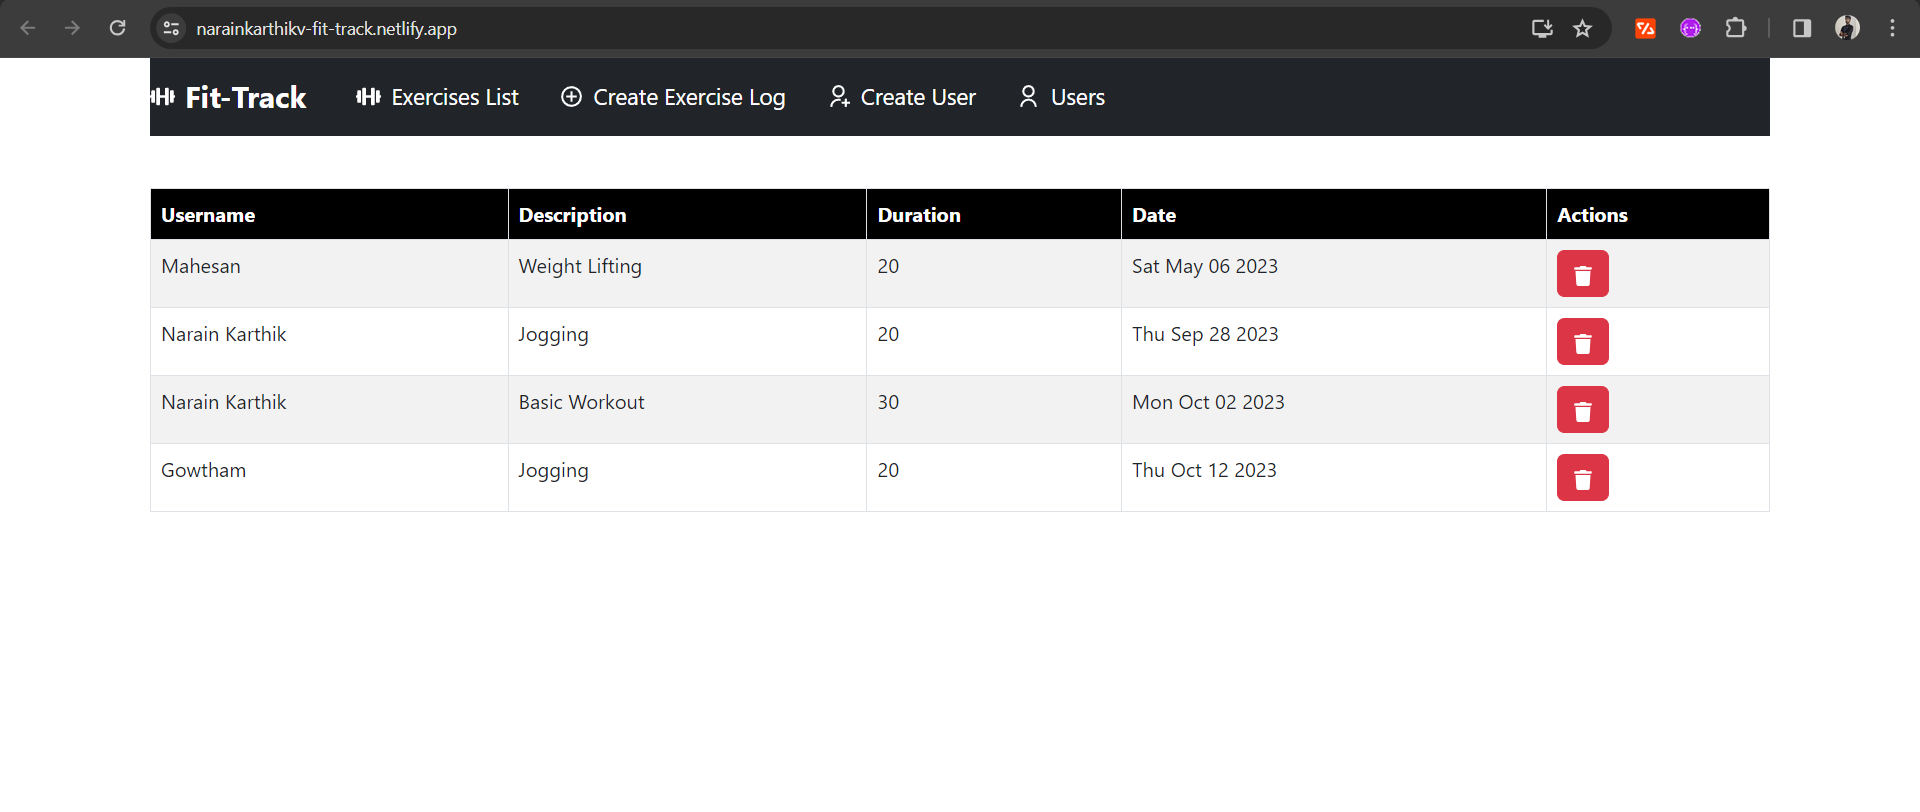 narainkarthikv-fit-track.netlify.app
Fit-Track Exercises List Create Exercise Log Create User Users
Username Description Duration Date Actions
Mahesan Weight Lifting 20 Sat May 06 2023
Narain Karthik Jogging 20 Thu Sep 28 2023
Narain Karthik Basic Workout 30 Mon Oct 02 2023
Gowtham Jogging 20 Thu Oct 12 2023